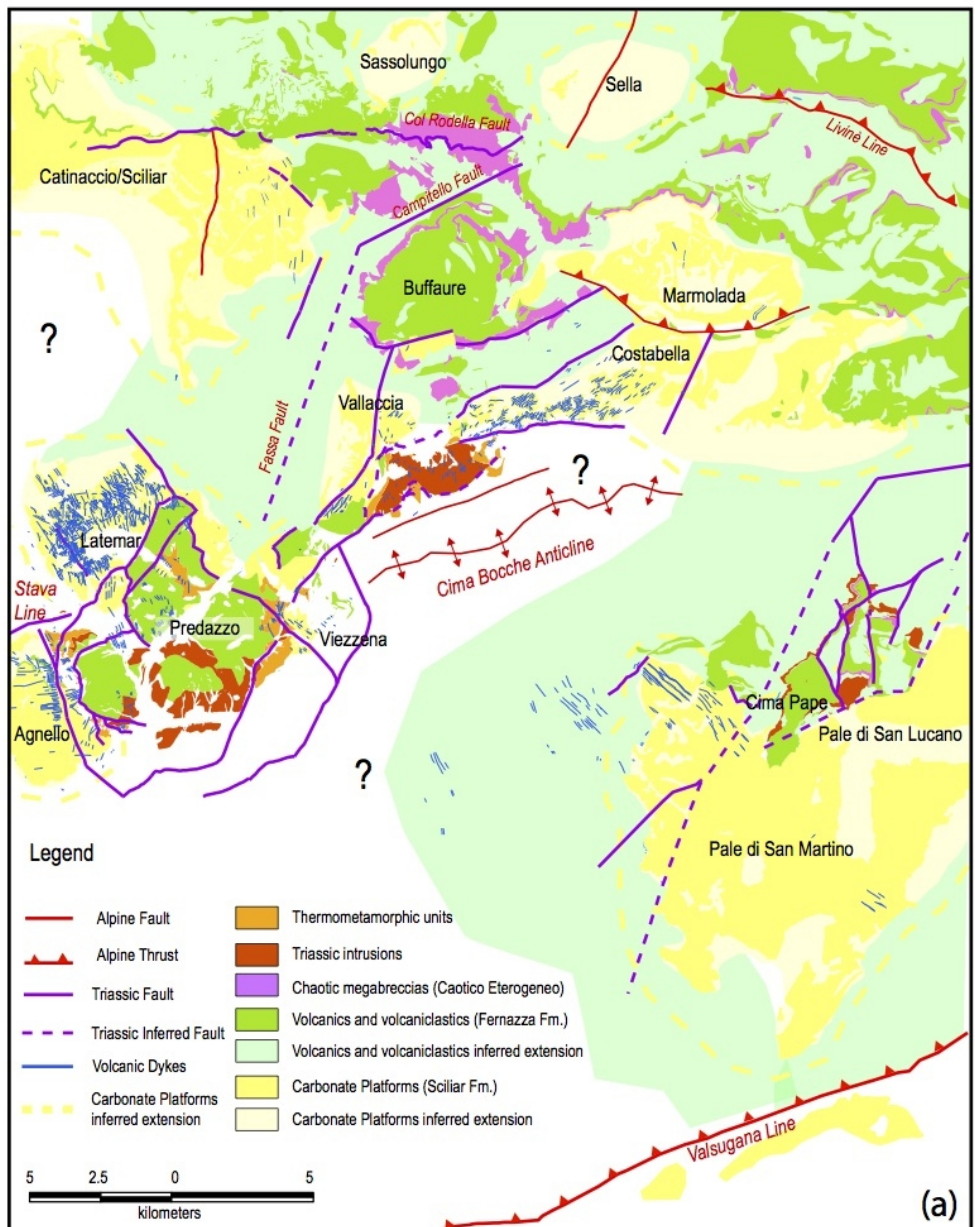 Sassolungo
Sella
Col Rodella Fault
Livinè Line
Catinaccio/Sciliar
Campitello Fault
Buffaure
Marmolada
?
Costabella
Vallaccia
Fassa Fault
?
Latemar
Cima Bocche Anticline
Stava
Line
Predazzo
Viezzena
Cima Pape
Agnello
Pale di San Lucano
?
Pale di San Martino
Legend
Alpine Fault
Alpine Thrust
Triassic Fault
Triassic Inferred Fault
Volcanic Dykes
Carbonate Platforms
inferred extension
Thermometamorphic units
Triassic intrusions
Chaotic megabreccias (Caotico Eterogeneo)
Volcanics and volcaniclastics (Fernazza Fm.)
Volcanics and volcaniclastics inferred extension
Carbonate Platforms (Sciliar Fm.)
Carbonate Platforms inferred extension
Valsugana Line
5 2.5 0 5
kilometers
(a)